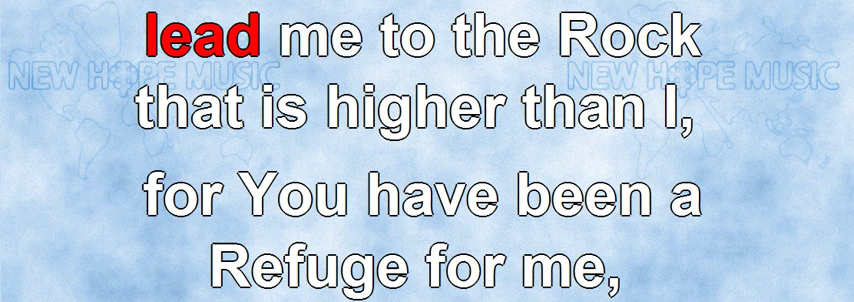 lead me to the Rock
NEW HOPE MUSIC NEW HOPE MUSIC
that is higher than I,
for You have been a
Refuge for me,